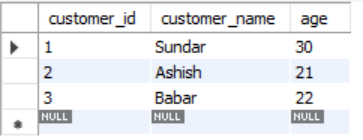 customer_id customer_name age
1 Sundar 30
2 Ashish 21
3 Babar 22
NULL NULL NULL